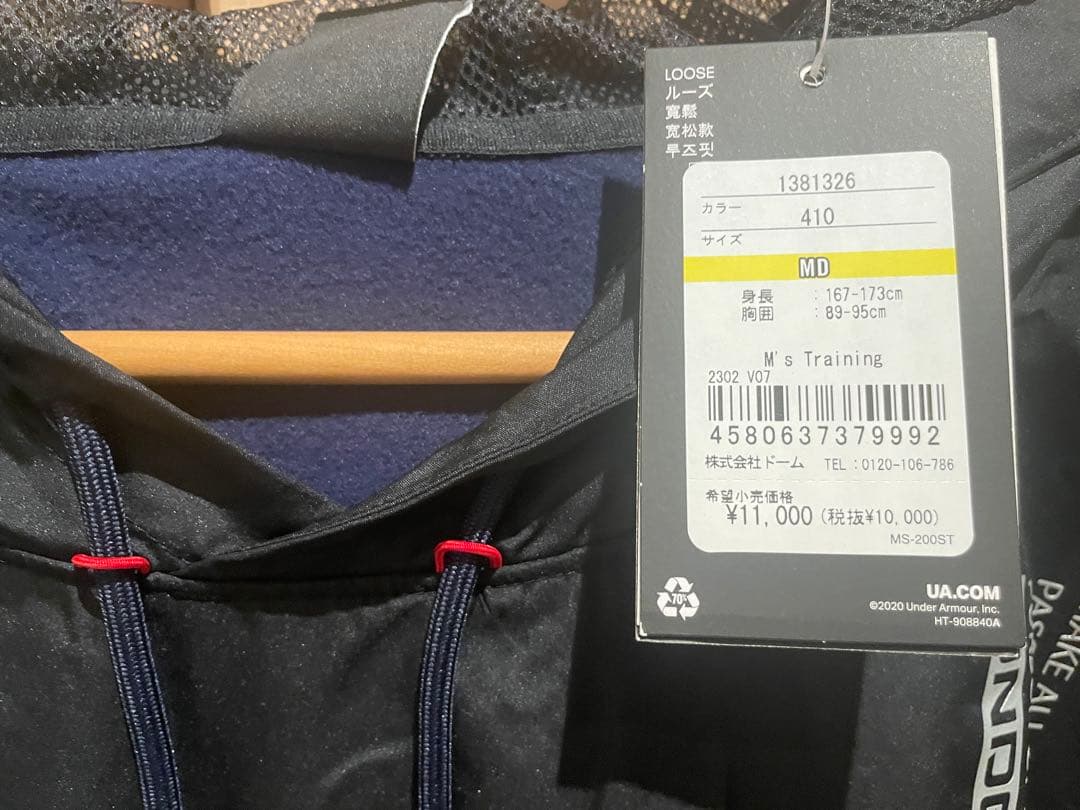 LOOSE
ルーズ
寬鬆
宽松款
루즈핏
1381326
カラー
410
サイズ
MD
身長 : 167-173cm
胸囲 : 89-95cm
M's Training
2302 V07
4580637379992
株式会社ドーム TEL:0120-106-786
希望小売価格
¥11,000 (税抜¥10,000)
MS-200ST
70%
UA.COM
©2020 Under Armour, Inc.
HT-908840A